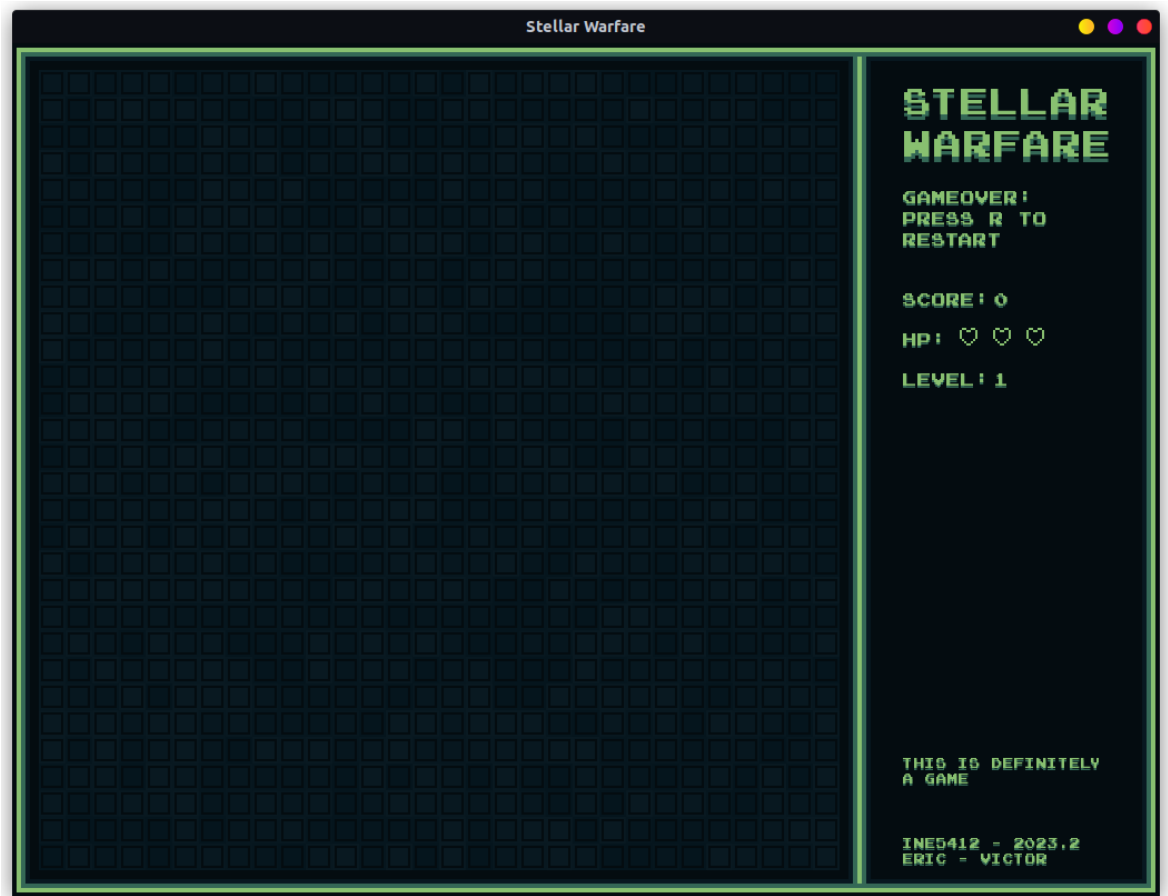 Stellar Warfare
STELLAR
WARFARE
GAMEOVER:
PRESS R TO
RESTART
SCORE: 0
HP:
LEVEL: 1
THIS IS DEFINITELY
A GAME
INE5412 - 2023.2
ERIC - VICTOR